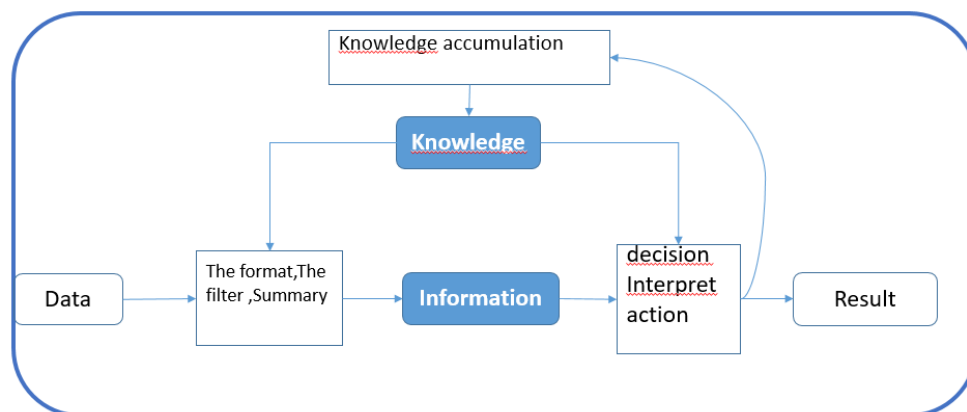 Knowledge accumulation
Knowledge
The format,The
filter ,Summary
Data
Information
decision
Interpret
action
Result